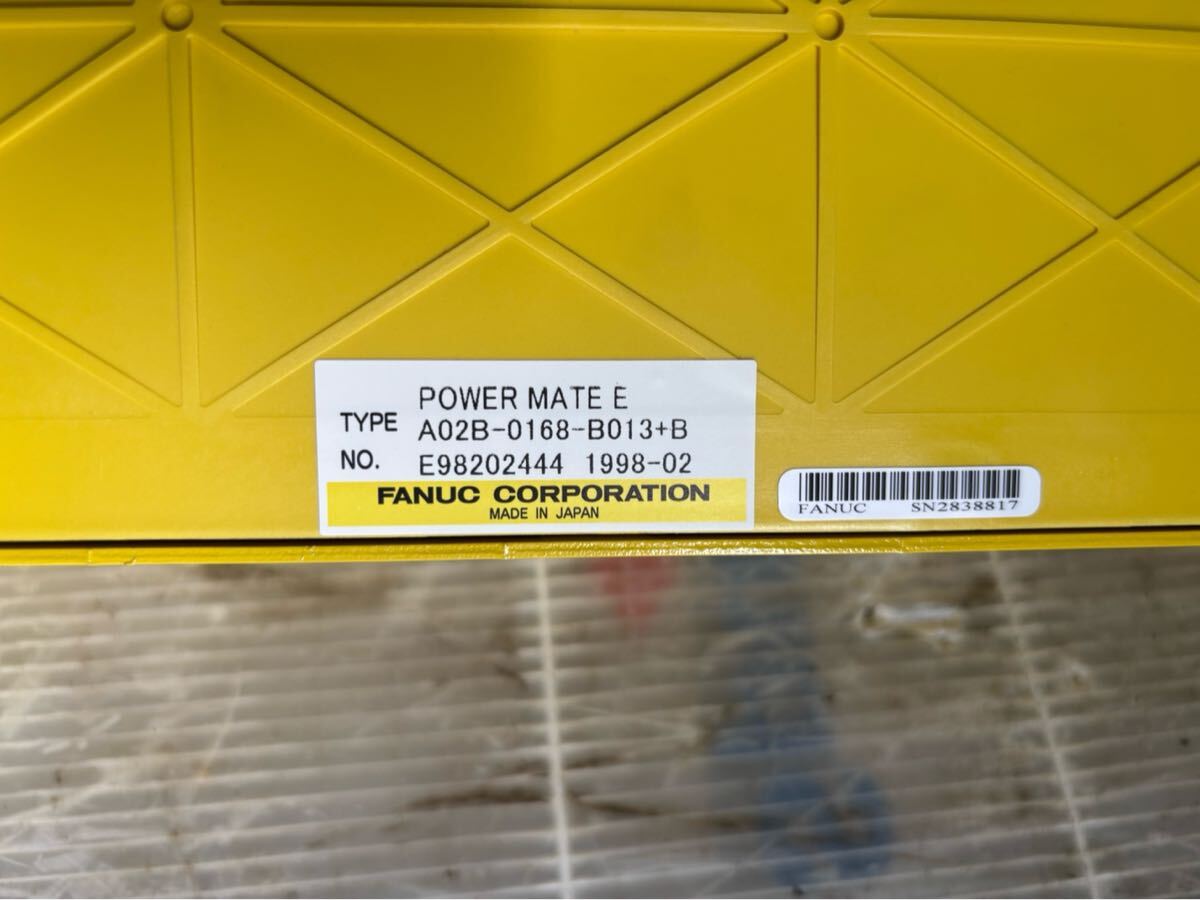 POWER MATE E
TYPE A02B-0168-B013+B
NO. E98202444 1998-02
FANUC CORPORATION
MADE IN JAPAN
FANUC SN2838817